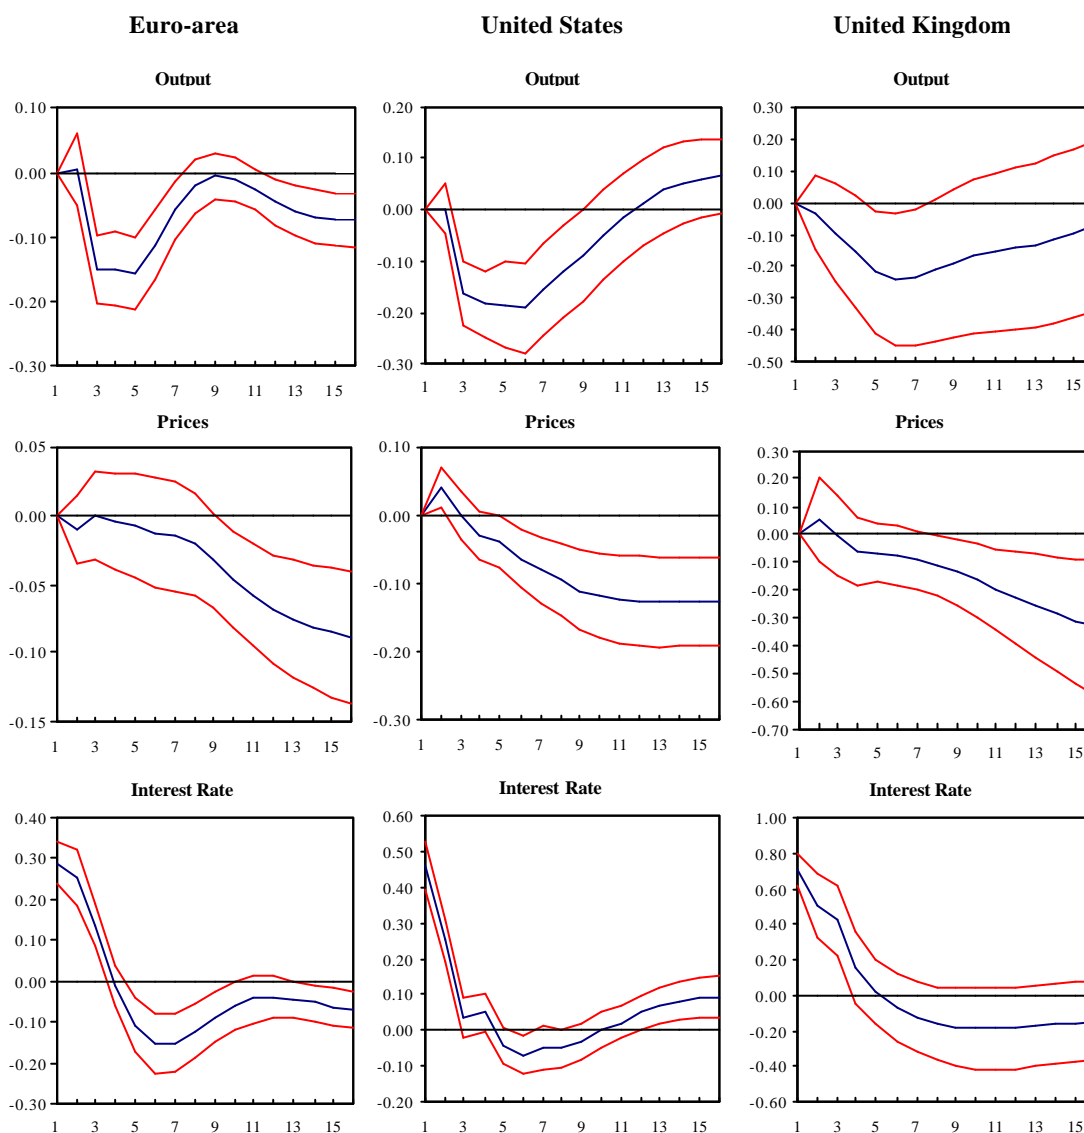 Euro-area United States United Kingdom
Output Output Output
0.10 0.20 0.30
0.00 0.10 0.20
-0.10 0.00 0.10
-0.20 -0.10 0.00
-0.30 -0.20 -0.10
-0.30 -0.20
-0.30
-0.40
-0.50
1 3 5 7 9 11 13 15 1 3 5 7 9 11 13 15 1 3 5 7 9 11 13 15
Prices Prices Prices
0.05 0.10 0.30
0.00 0.00 0.20
-0.05 -0.10 0.10
-0.10 -0.20 0.00
-0.15 -0.30 -0.10
-0.20
-0.30
-0.40
-0.50
-0.60
-0.70
1 3 5 7 9 11 13 15 1 3 5 7 9 11 13 15 1 3 5 7 9 11 13 15
Interest Rate Interest Rate Interest Rate
0.40 0.60 1.00
0.30 0.50 0.80
0.20 0.40 0.60
0.10 0.30 0.40
0.00 0.20 0.20
-0.10 0.10 0.00
-0.20 0.00 -0.20
-0.30 -0.10 -0.40
-0.20 -0.60
1 3 5 7 9 11 13 15 1 3 5 7 9 11 13 15 1 3 5 7 9 11 13 15